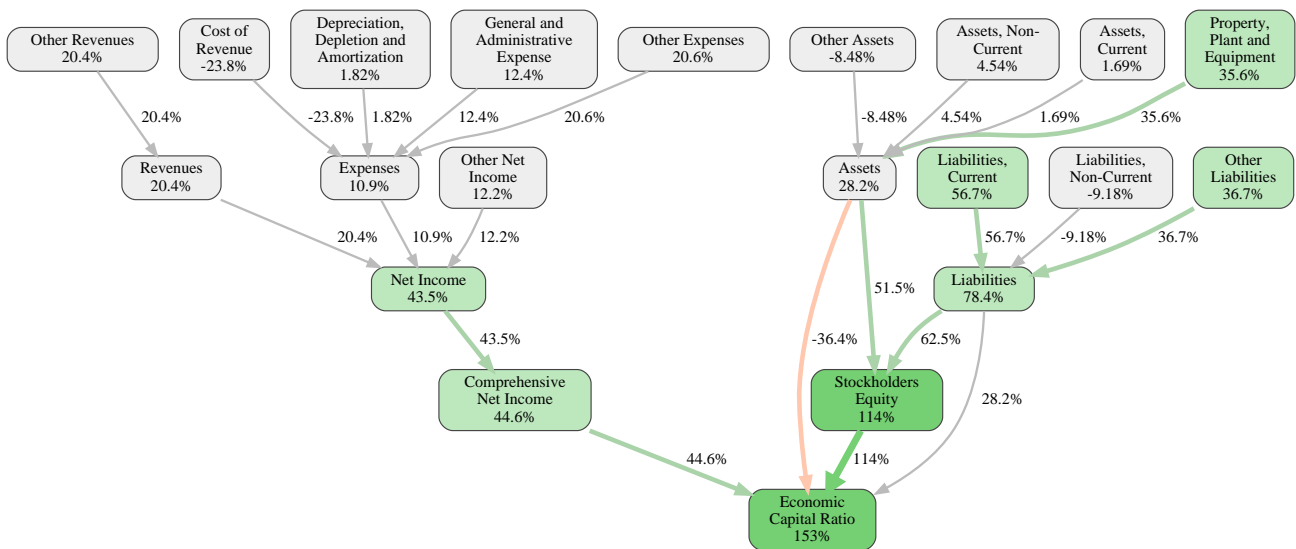 Other Revenues
20.4%
Cost of
Revenue
-23.8%
Depreciation,
Depletion and
Amortization
1.82%
General and
Administrative
Expense
12.4%
Other Expenses
20.6%
Other Assets
-8.48%
Assets, Non-
Current
4.54%
Assets,
Current
1.69%
Property,
Plant and
Equipment
35.6%
20.4%
-23.8%
1.82%
12.4%
20.6%
-8.48%
4.54%
1.69%
35.6%
Revenues
20.4%
Expenses
10.9%
Other Net
Income
12.2%
Assets
28.2%
Liabilities,
Current
56.7%
Liabilities,
Non-Current
-9.18%
Other
Liabilities
36.7%
20.4%
10.9%
12.2%
56.7%
-9.18%
36.7%
Net Income
43.5%
51.5%
Liabilities
78.4%
43.5%
-36.4%
62.5%
Comprehensive
Net Income
44.6%
Stockholders
Equity
114%
28.2%
44.6%
114%
Economic
Capital Ratio
153%